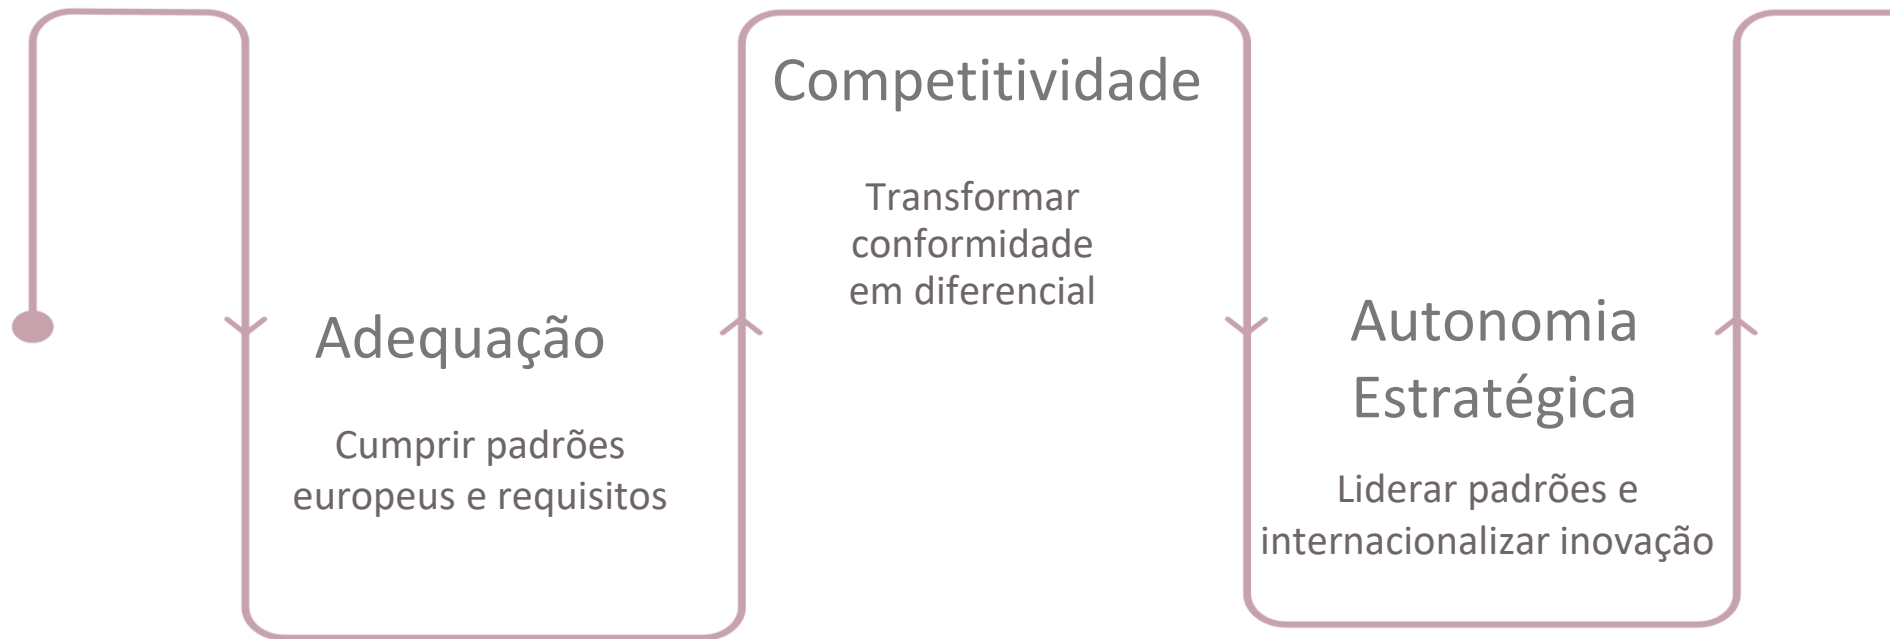 Adequação
Cumprir padrões
europeus e requisitos
Competitividade
Transformar
conformidade
em diferencial
Autonomia
Estratégica
Liderar padrões e
internacionalizar inovação